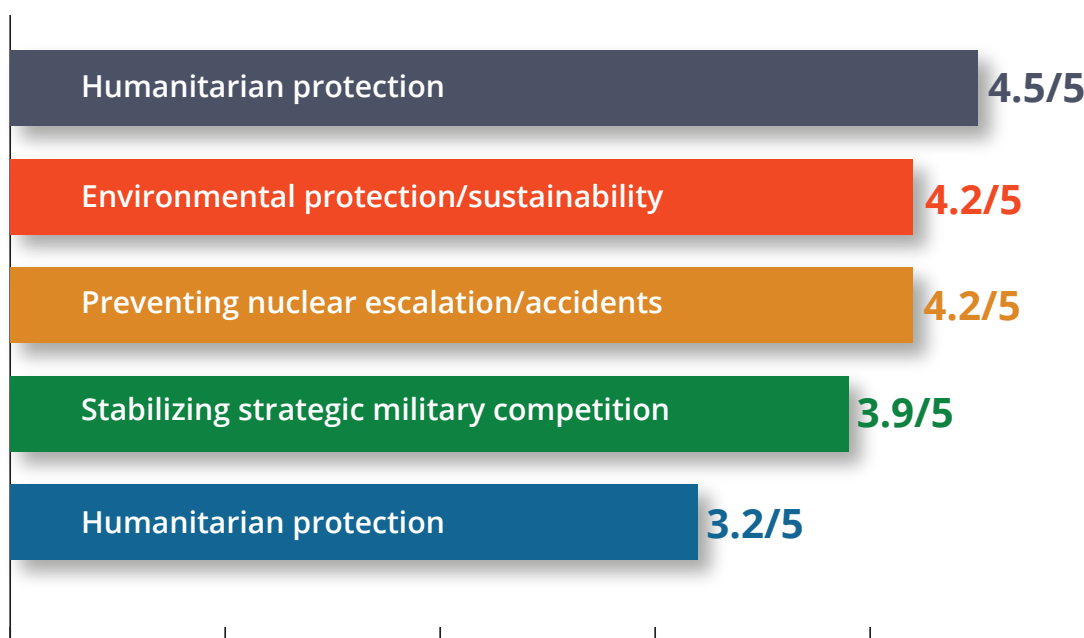 Humanitarian protection 4.5/5
Environmental protection/sustainability 4.2/5
Preventing nuclear escalation/accidents 4.2/5
Stabilizing strategic military competition 3.9/5
Humanitarian protection 3.2/5